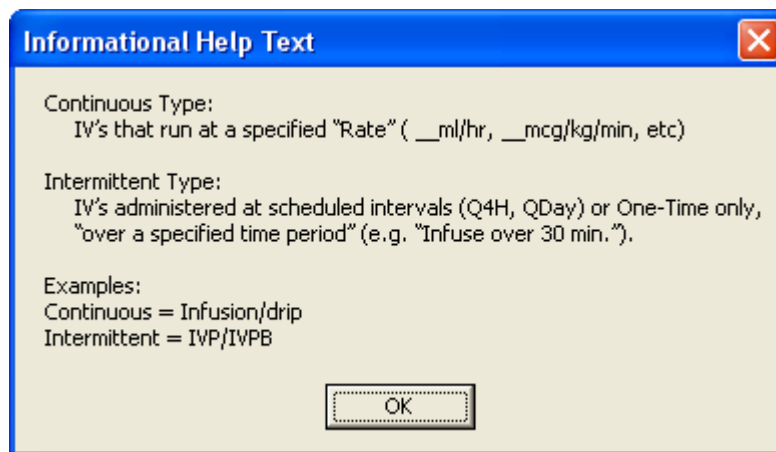 Informational Help Text
Continuous Type:
IV's that run at a specified "Rate" ( __ml/hr, __mcg/kg/min, etc)
Intermittent Type:
IV's administered at scheduled intervals (Q4H, QDay) or One-Time only,
"over a specified time period" (e.g. "Infuse over 30 min.").
Examples:
Continuous = Infusion/drip
Intermittent = IVP/IVPB
OK